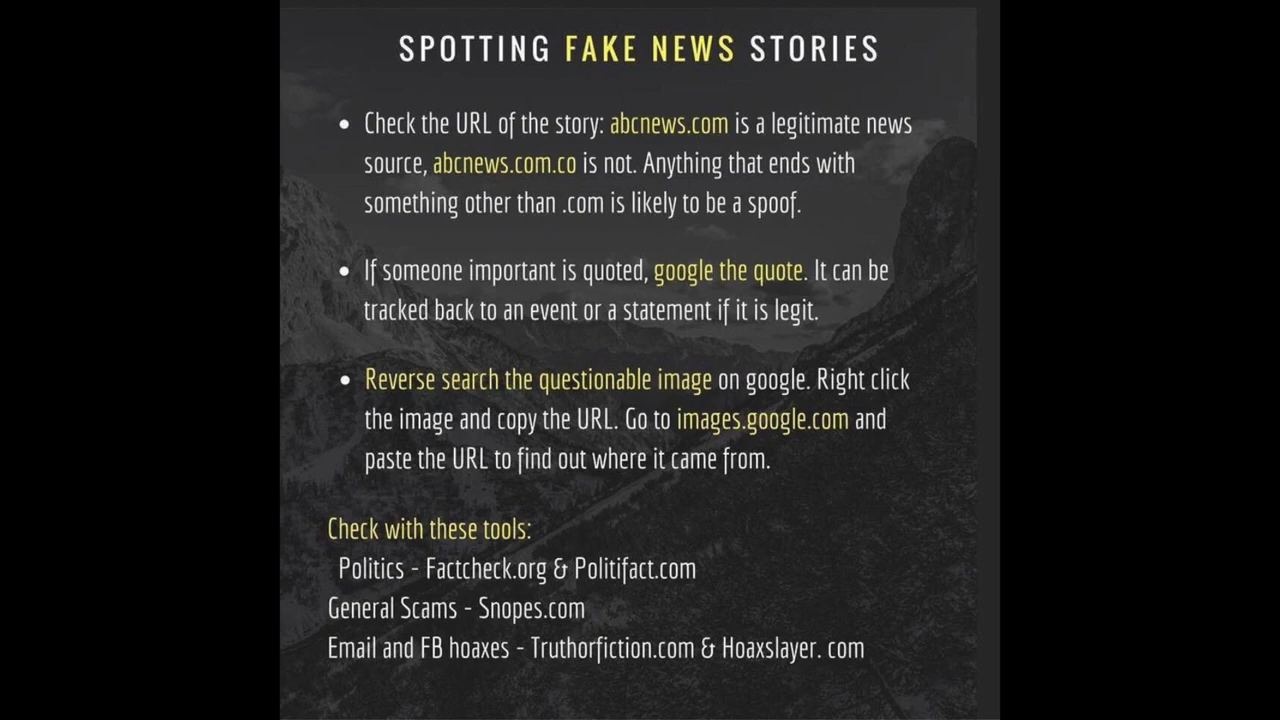 SPOTTING FAKE NEWS STORIES
• Check the URL of the story: abcnews.com is a legitimate news
source, abcnews.com.co is not. Anything that ends with
something other than .com is likely to be a spoof.
• If someone important is quoted, google the quote. It can be
tracked back to an event or a statement if it is legit.
• Reverse search the questionable image on google. Right click
the image and copy the URL. Go to images.google.com and
paste the URL to find out where it came from.
Check with these tools:
Politics - Factcheck.org & Politifact.com
General Scams - Snopes.com
Email and FB hoaxes - Truthorfiction.com & Hoaxslayer. com